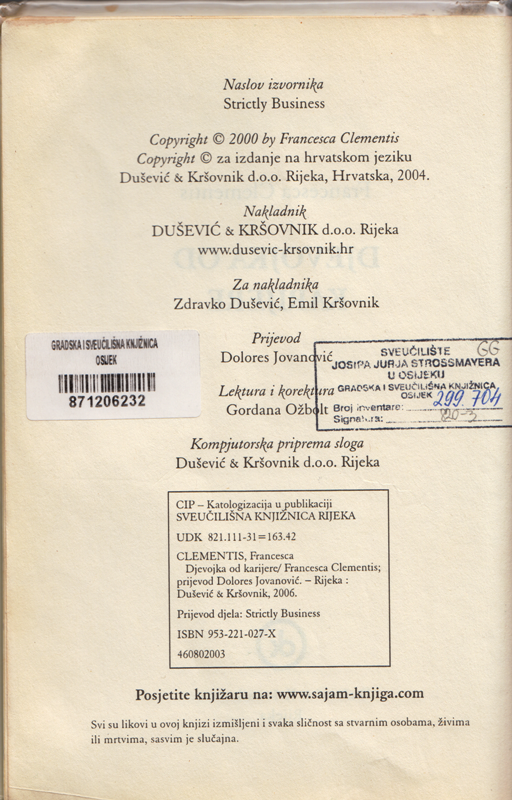 Naslov izvornika
Strictly Business
Copyright © 2000 by Francesca Clementis
Copyright © za izdanje na hrvatskom jeziku
Dušević & Kršovnik d.o.o. Rijeka, Hrvatska, 2004.
Nakladnik
DUŠEVIĆ & KRŠOVNIK d.o.o. Rijeka
www.dusevic-krsovnik.hr
Za nakladnika
Zdravko Dušević, Emil Kršovnik
Prijevod
Dolores Jovanović
Lektura i korektura
Gordana Ožbolt
GRADSKA I SVEUČILIŠNA KNJIŽNICA
OSIJEK
871206232
SVEUČILIŠTE GG
JOSIPA JURJA STROSSMAYERA
U OSIJEKU
GRADSKA I SVEUČILIŠNA KNJIŽNICA
OSIJEK
Broj inventara: 299.704
Signatura:
Kompjutorska priprema sloga
Dušević & Kršovnik d.o.o. Rijeka
CIP – Katologizacija u publikaciji
SVEUČILIŠNA KNJIŽNICA RIJEKA
UDK 821.111-31=163.42
CLEMENTIS, Francesca
Djevojka od karijere/ Francesca Clementis;
prijevod Dolores Jovanović. – Rijeka :
Dušević & Kršovnik, 2006.
Prijevod djela: Strictly Business
ISBN 953-221-027-X
460802003
Posjetite knjižaru na: www.sajam-knjiga.com
Svi su likovi u ovoj knjizi izmišljeni i svaka sličnost sa stvarnim osobama, živima
ili mrtvima, sasvim je slučajna.